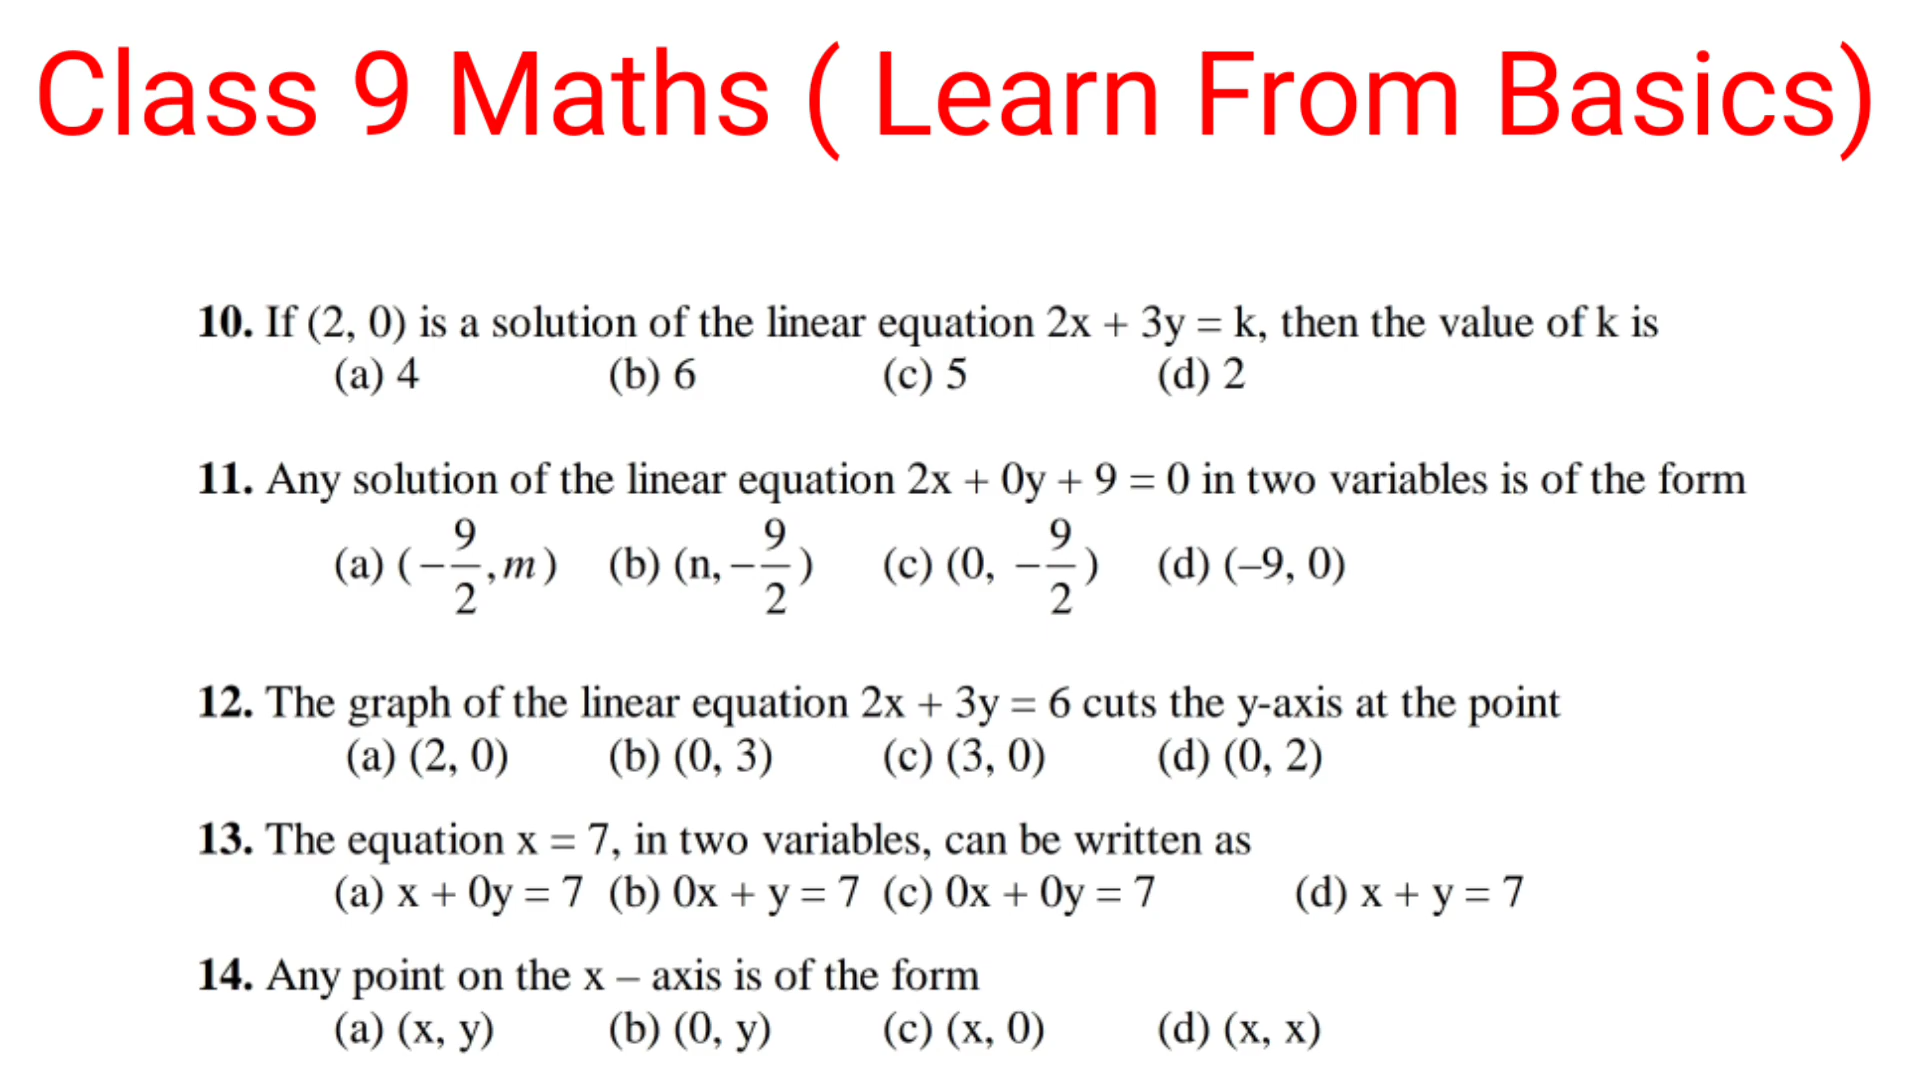 Class 9 Maths ( Learn From Basics)
10. If (2, 0) is a solution of the linear equation 2x + 3y = k, then the value of k is
(a) 4 (b) 6 (c) 5 (d) 2
11. Any solution of the linear equation 2x + 0y + 9 = 0 in two variables is of the form
(a) (−9/2, m) (b) (n, −9/2) (c) (0, −9/2) (d) (–9, 0)
12. The graph of the linear equation 2x + 3y = 6 cuts the y-axis at the point
(a) (2, 0) (b) (0, 3) (c) (3, 0) (d) (0, 2)
13. The equation x = 7, in two variables, can be written as
(a) x + 0y = 7 (b) 0x + y = 7 (c) 0x + 0y = 7 (d) x + y = 7
14. Any point on the x – axis is of the form
(a) (x, y) (b) (0, y) (c) (x, 0) (d) (x, x)